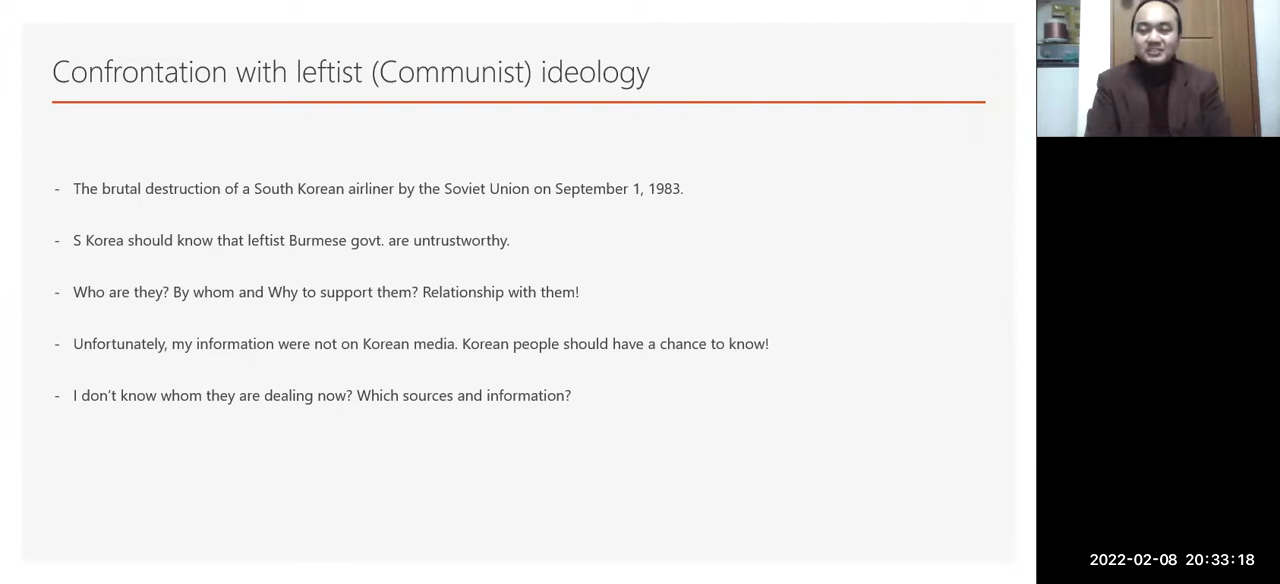 Confrontation with leftist (Communist) ideology
- The brutal destruction of a South Korean airliner by the Soviet Union on September 1, 1983.
- S Korea should know that leftist Burmese govt. are untrustworthy.
- Who are they? By whom and Why to support them? Relationship with them!
- Unfortunately, my information were not on Korean media. Korean people should have a chance to know!
- I don't know whom they are dealing now? Which sources and information?
2022-02-08 20:33:18